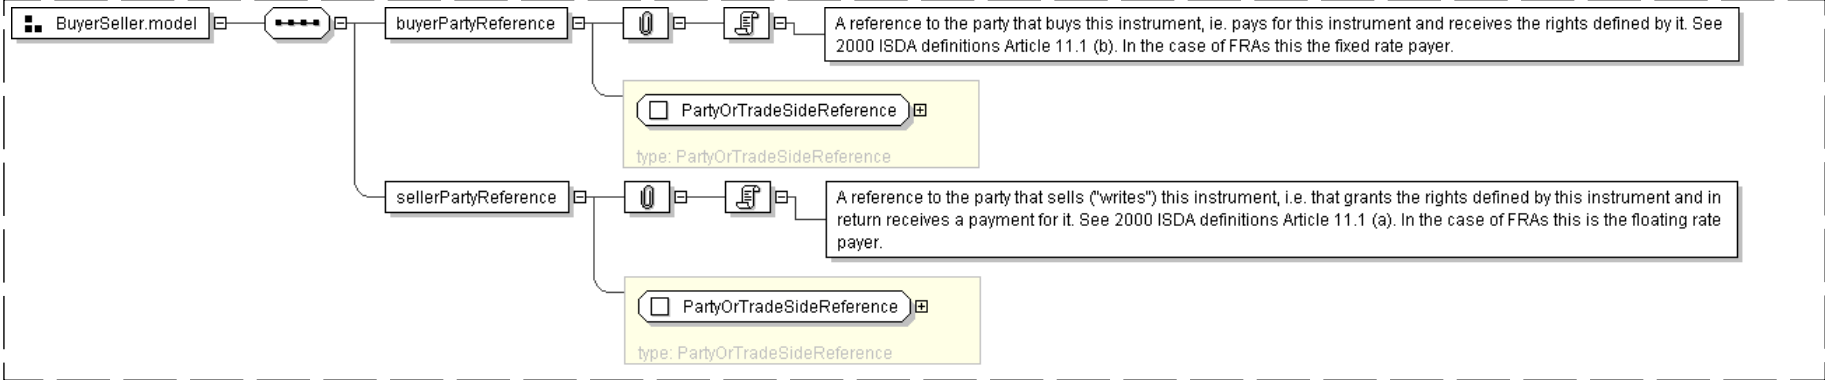 BuyerSeller.model
buyerPartyReference
A reference to the party that buys this instrument, ie. pays for this instrument and receives the rights defined by it. See
2000 ISDA definitions Article 11.1 (b). In the case of FRAs this the fixed rate payer.
PartyOrTradeSideReference
type: PartyOrTradeSideReference
sellerPartyReference
A reference to the party that sells ("writes") this instrument, i.e. that grants the rights defined by this instrument and in
return receives a payment for it. See 2000 ISDA definitions Article 11.1 (a). In the case of FRAs this is the floating rate
payer.
PartyOrTradeSideReference
type: PartyOrTradeSideReference